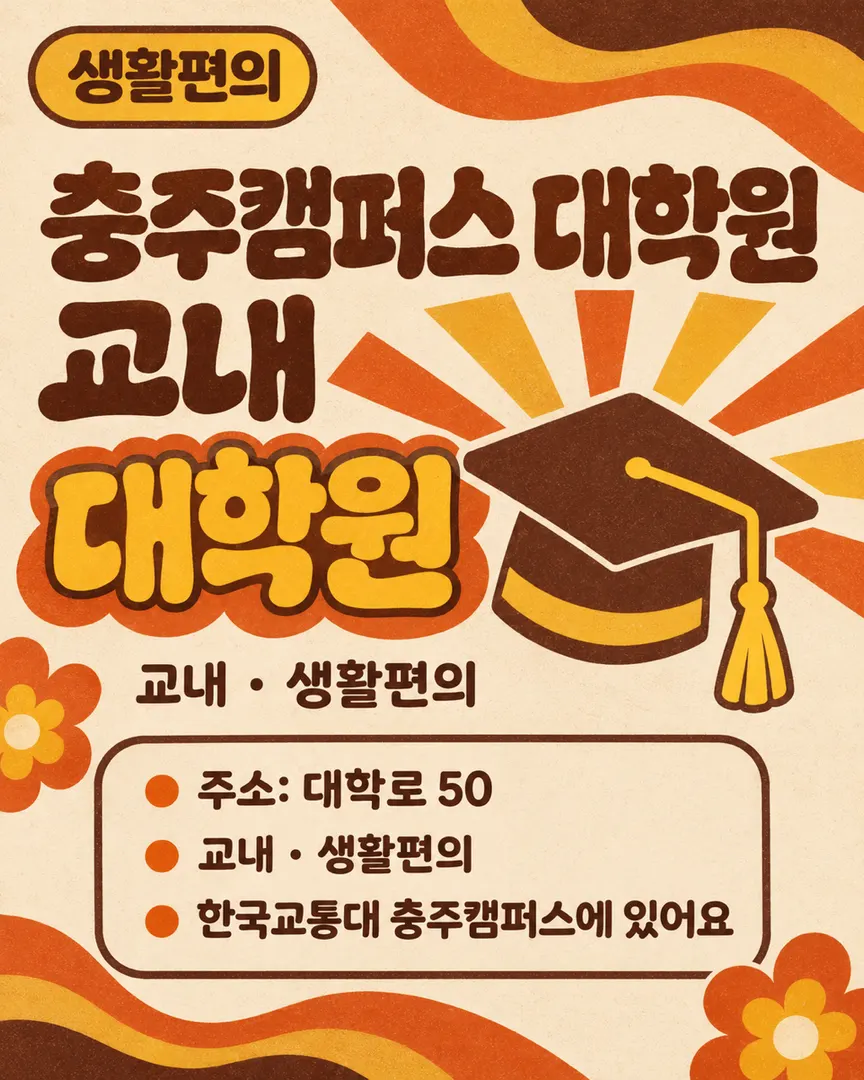 생활편의
충주캠퍼스 대학원
교내
대학원
교내 · 생활편의
주소: 대학로 50
교내 · 생활편의
한국교통대 충주캠퍼스에 있어요